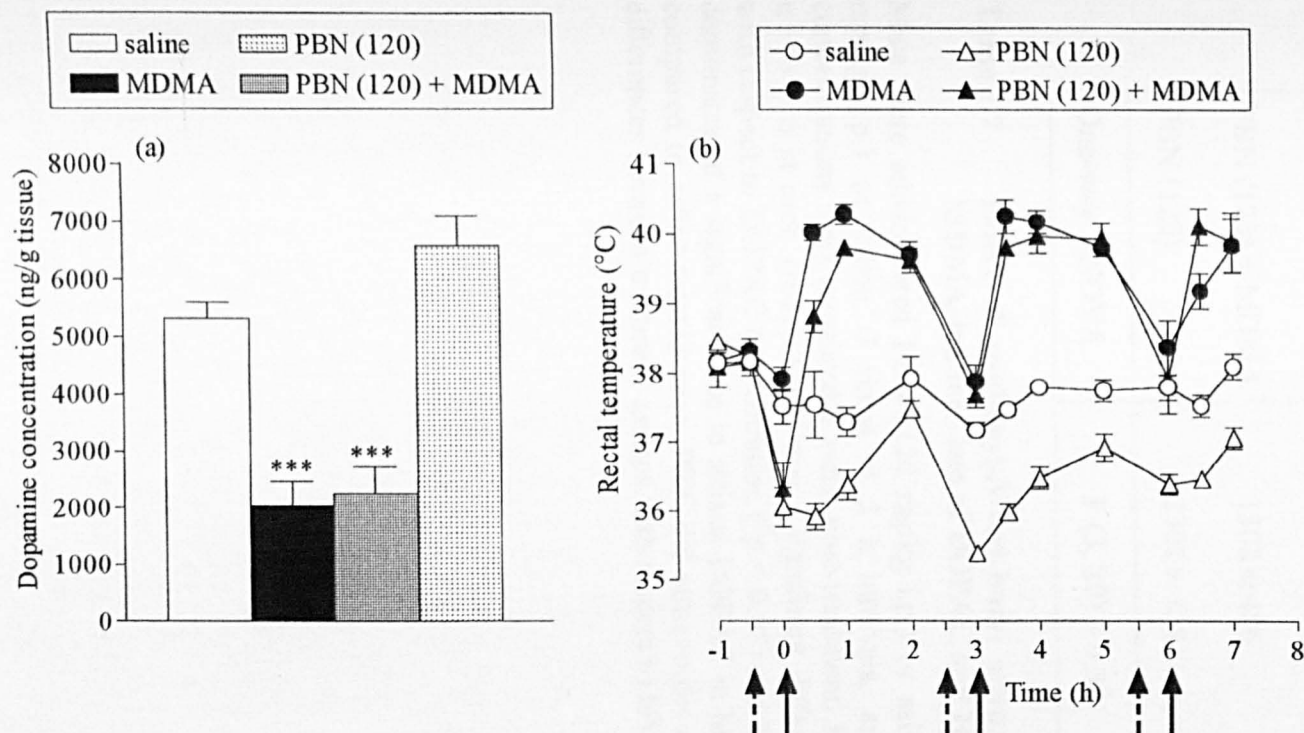 saline PBN (120)
MDMA PBN (120) + MDMA
saline PBN (120)
MDMA PBN (120) + MDMA
(a)
Dopamine concentration (ng/g tissue)
8000
7000
6000
5000
4000
3000
2000
1000
0
***
***
(b)
Rectal temperature (°C)
41
40
39
38
37
36
35
-1 0 1 2 3 4 5 6 7 8
Time (h)